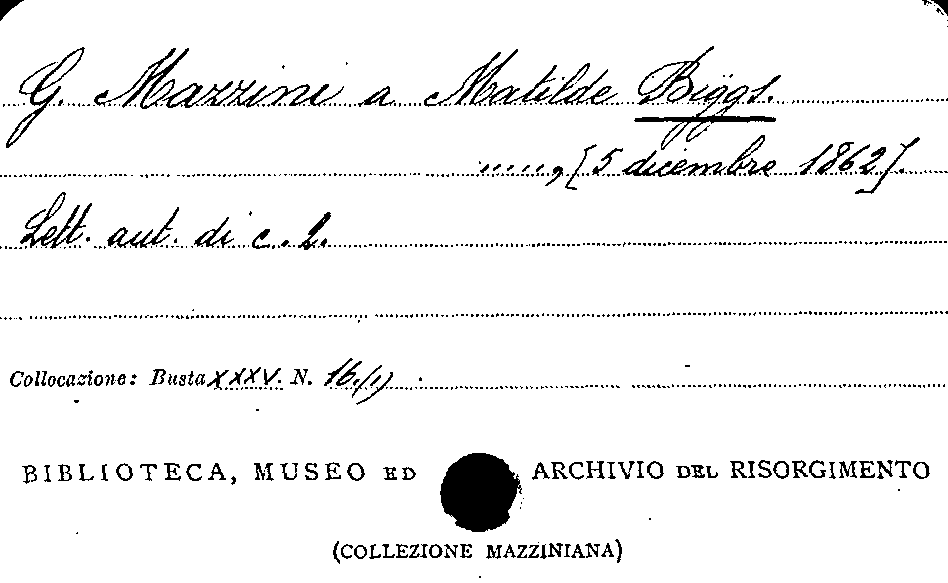 G. Mazzini a Matilde Biggs.
......, [5 dicembre 1862].
Lett. aut. di c. 2.
Collocazione: Busta XXXV. N. 16./1)
BIBLIOTECA, MUSEO ED ARCHIVIO DEL RISORGIMENTO
(COLLEZIONE MAZZINIANA)